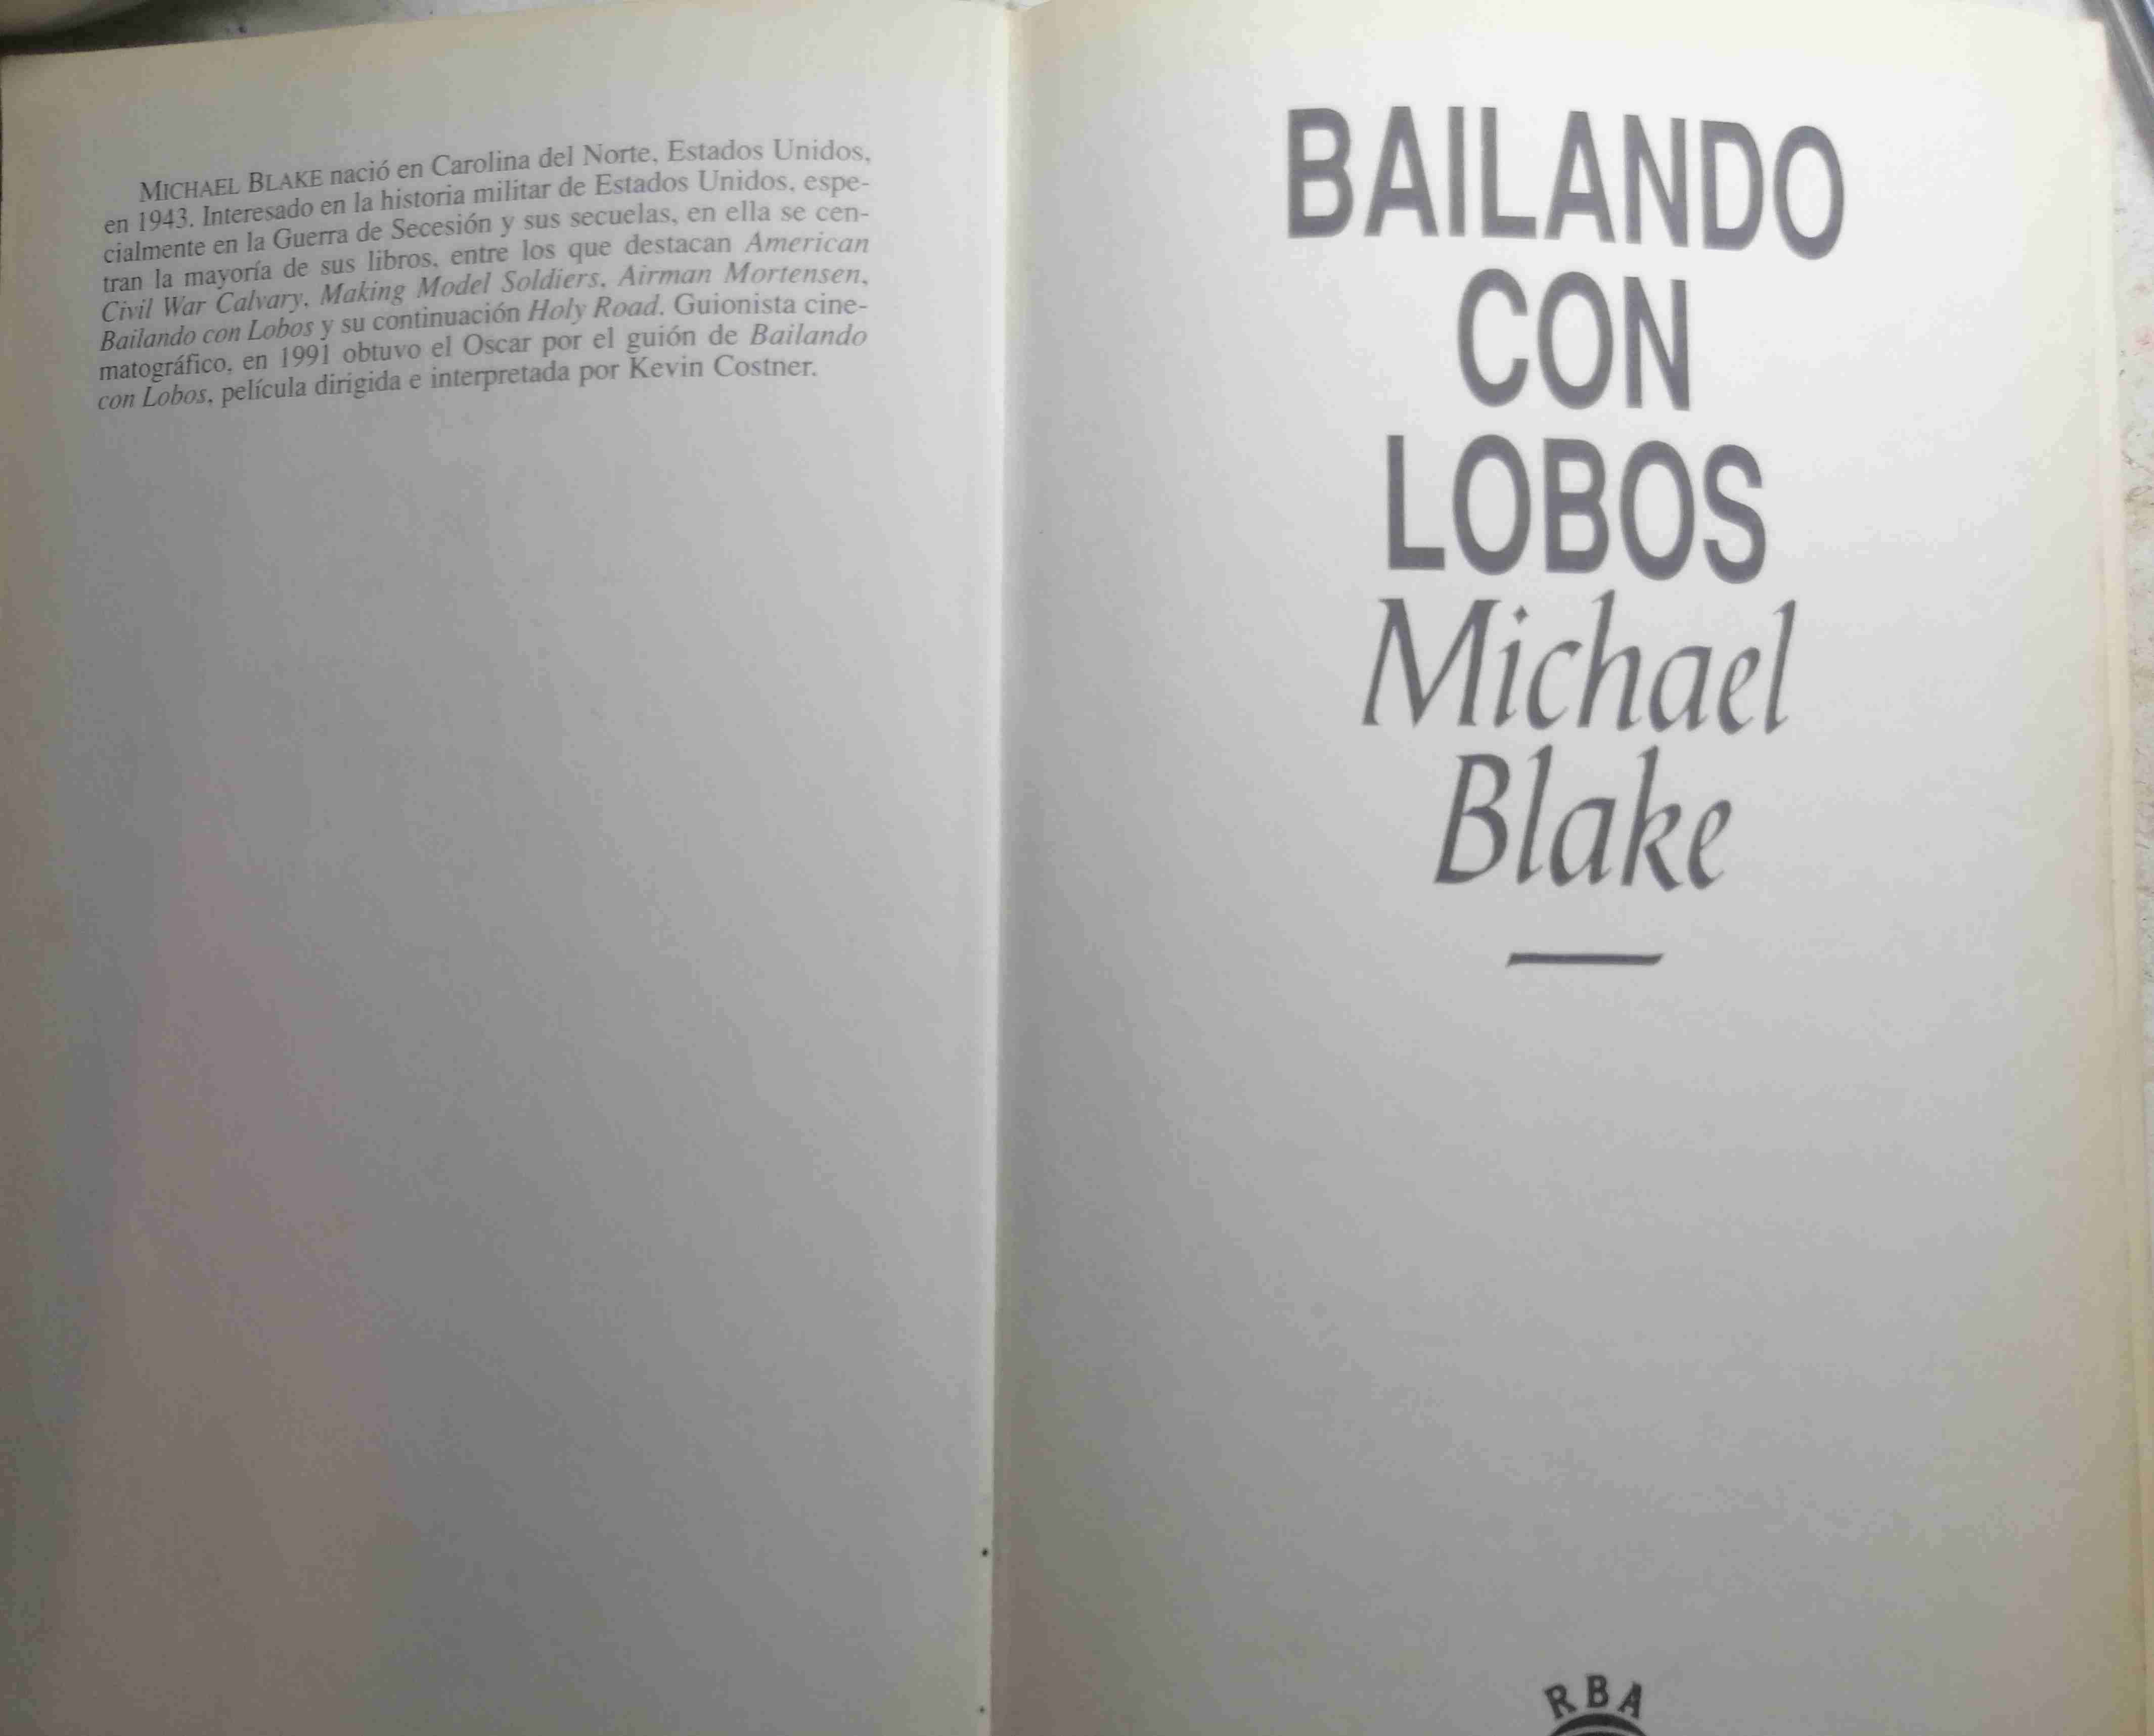 MICHAEL BLAKE nació en Carolina del Norte, Estados Unidos,
en 1943. Interesado en la historia militar de Estados Unidos, espe-
cialmente en la Guerra de Secesión y sus secuelas, en ella se cen-
tran la mayoría de sus libros, entre los que destacan American
Civil War Calvary, Making Model Soldiers, Airman Mortensen,
Bailando con Lobos y su continuación Holy Road. Guionista cine-
matográfico, en 1991 obtuvo el Oscar por el guión de Bailando
con Lobos, película dirigida e interpretada por Kevin Costner.
BAILANDO
CON
LOBOS
Michael
Blake
RBA